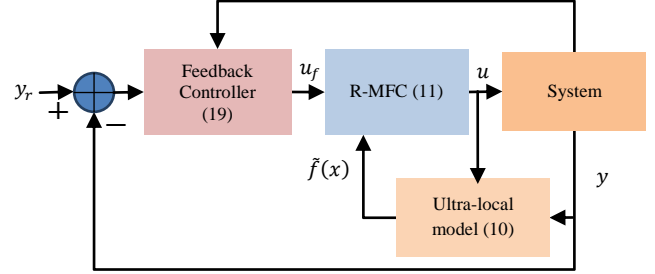 y_r
+
−
Feedback
Controller
(19)
u_f
R-MFC (11)
u
System
f̃(x)
Ultra-local
model (10)
y